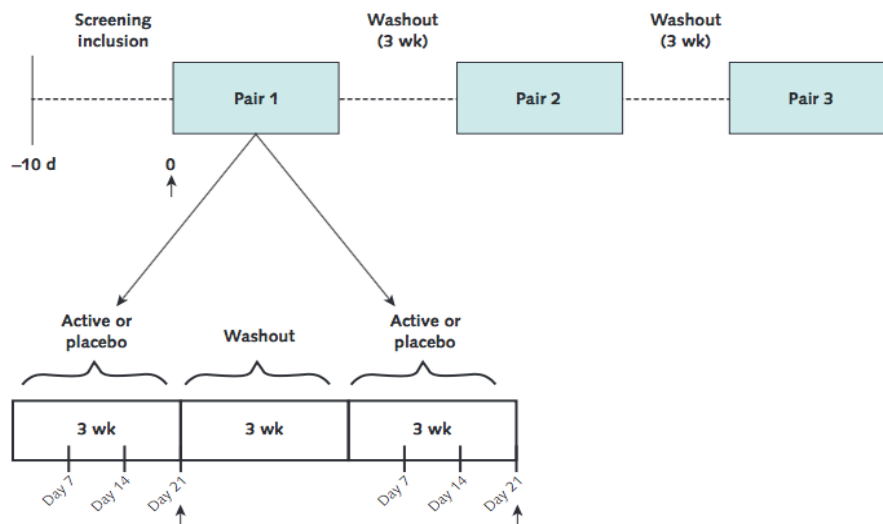 Screening
inclusion
Washout
(3 wk)
Washout
(3 wk)
Pair 1
Pair 2
Pair 3
–10 d
0
Active or
placebo
Washout
Active or
placebo
3 wk
3 wk
3 wk
Day 7
Day 14
Day 21
Day 7
Day 14
Day 21